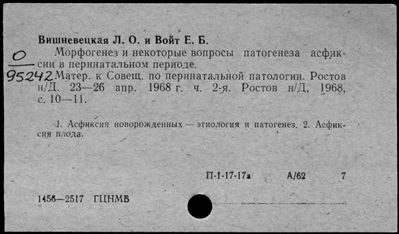 Вишневецкая Л. О. и Войт Е. Б.
О
Морфогенез и некоторые вопросы патогенеза асфик-
сии в перинатальном периоде.
95242
Матер. к Совещ. по перинатальной патологии. Ростов
н/Д. 23—26 апр. 1968 г. ч. 2-я. Ростов н/Д, 1968,
с. 10—11.
1. Асфиксия новорожденных — этиология и патогенез. 2. Асфик-
сия плода.
П-1-17-17а А/62 7
1456—2517 ГЦНМБ